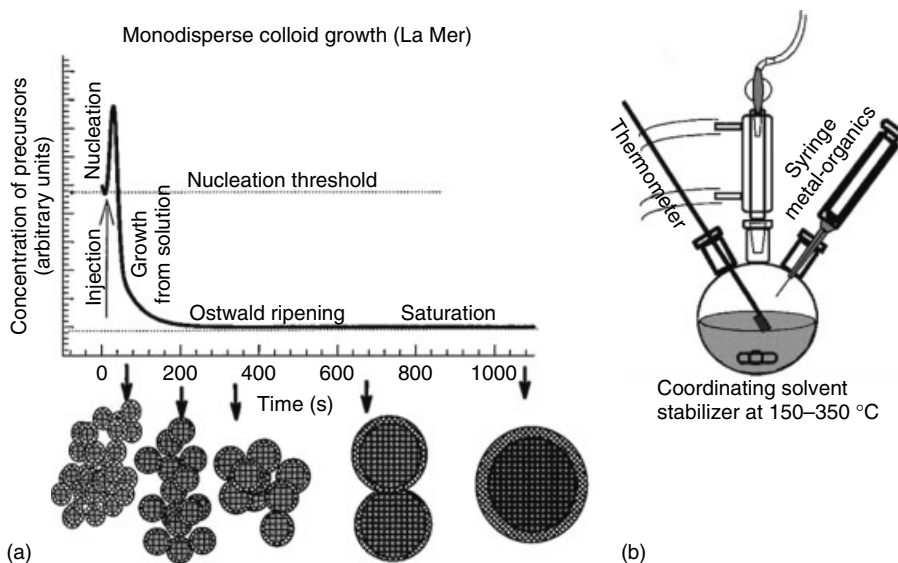 Monodisperse colloid growth (La Mer)
Concentration of precursors
(arbitrary units)
Nucleation
Nucleation threshold
Injection
Growth
from solution
Ostwald ripening
Saturation
0
200
400
600
800
1000
Time (s)
(a)
Thermometer
Syringe
metal-organics
Coordinating solvent
stabilizer at 150–350 °C
(b)